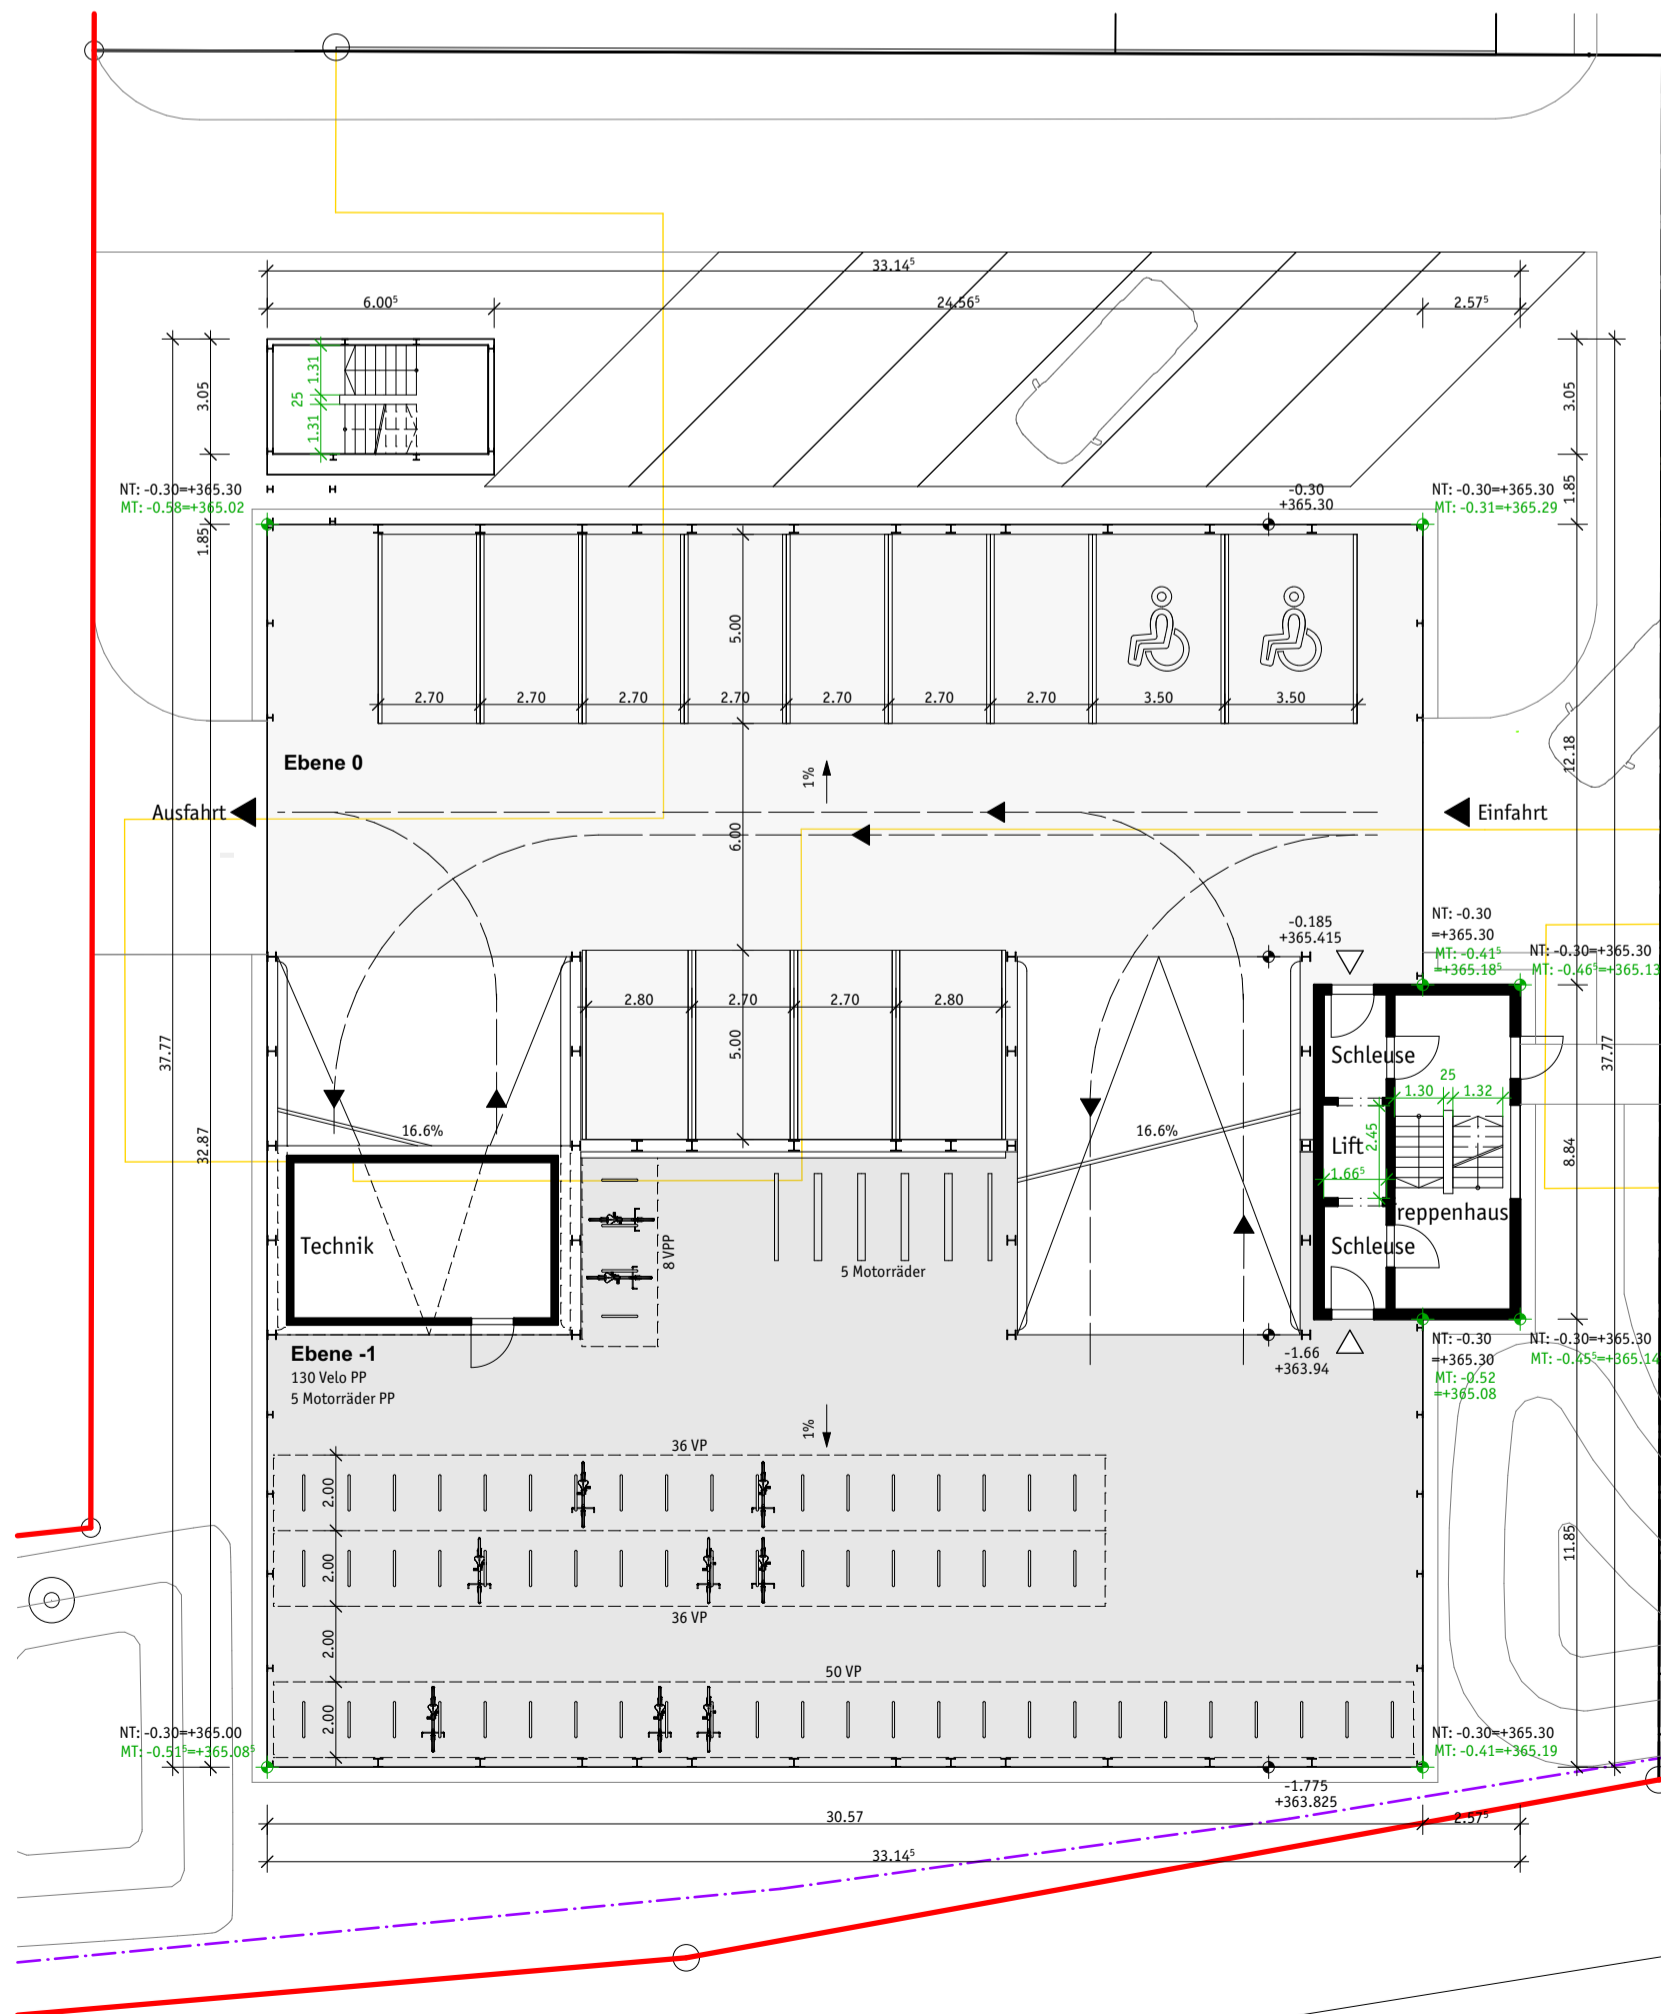 33.14⁵
6.00⁵
24.56⁵
2.57⁵
3.05
1.31
25
1.31
3.05
NT: -0.30=+365.30
MT: -0.58=+365.02
1.85
-0.30
+365.30
NT: -0.30=+365.30
MT: -0.31=+365.29
1.85
5.00
2.70
2.70
2.70
2.70
2.70
2.70
2.70
3.50
3.50
Ebene 0
1%
12.18
Ausfahrt
Einfahrt
6.00
-0.185
+365.415
NT: -0.30
=+365.30
MT: -0.41⁵
=+365.18⁵
NT: -0.30=+365.30
MT: -0.46⁵=+365.13
2.80
2.70
2.70
2.80
5.00
37.77
32.87
37.77
Schleuse
25
1.30
1.32
16.6%
16.6%
Lift
2.45
1.66⁵
8.84
Treppenhaus
Schleuse
Technik
8 VPP
5 Motorräder
Ebene -1
130 Velo PP
5 Motorräder PP
-1.66
+363.94
NT: -0.30
=+365.30
MT: -0.52
=+365.08
NT: -0.30=+365.30
MT: -0.45⁵=+365.14
1%
36 VP
2.00
2.00
36 VP
2.00
11.85
50 VP
2.00
NT: -0.30=+365.00
MT: -0.51⁵=+365.08⁵
NT: -0.30=+365.30
MT: -0.41=+365.19
-1.775
+363.825
30.57
2.57⁵
33.14⁵